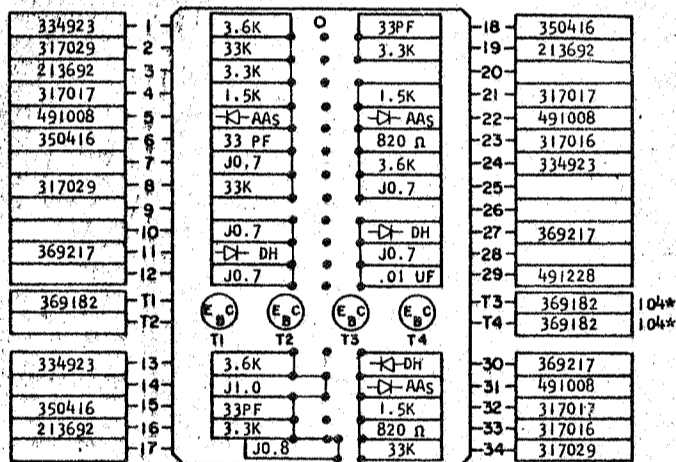 334923 1 3.6K 33PF 18 350416
317029 2 33K 3.3K 19 213692
213692 3 3.3K 20
317017 4 1.5K 1.5K 21 317017
491008 5 AAS AAS 22 491008
350416 6 33 PF 820 Ω 23 317016
7 J0.7 3.6K 24 334923
317029 8 33K J0.7 25
9 26
10 J0.7 DH 27 369217
369217 11 DH J0.7 28
12 J0.7 .01 UF 29 491228
369182 T1 E B C E B C E B C E B C T3 369182 104*
T2 T4 369182 104*
T1 T2 T3 T4
334923 13 3.6K DH 30 369217
14 J1.0 AAS 31 491008
350416 15 33PF 1.5K 32 317017
213692 16 3.3K 820 Ω 33 317016
17 J0.8 33K 34 317029